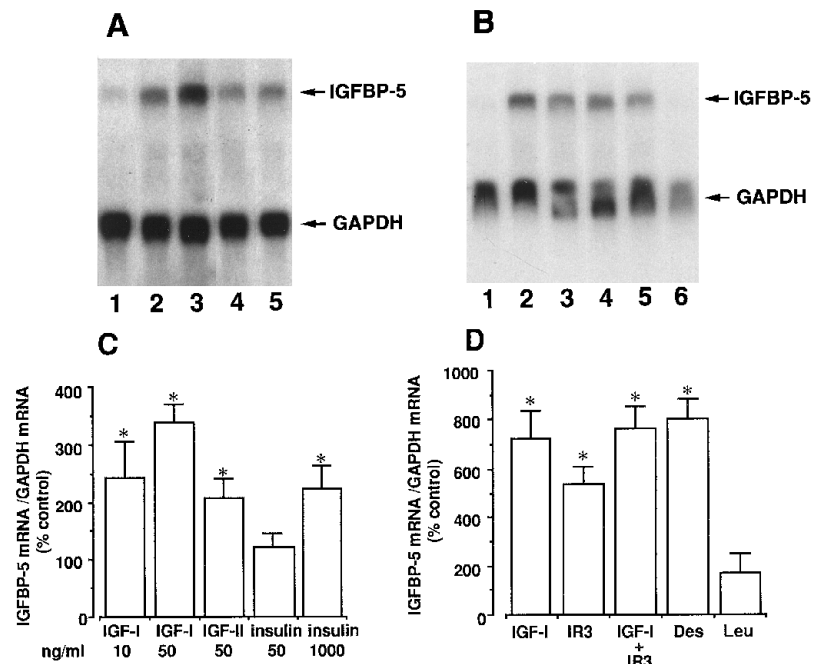 A
IGFBP-5
GAPDH
1 2 3 4 5
B
IGFBP-5
GAPDH
1 2 3 4 5 6
C
IGFBP-5 mRNA /GAPDH mRNA
(% control)
400
300
200
100
0
* * * *
IGF-I IGF-I IGF-II insulin insulin
ng/ml 10 50 50 50 1000
D
IGFBP-5 mRNA /GAPDH mRNA
(% control)
1000
800
600
400
200
0
* * * *
IGF-I IR3 IGF-I Des Leu
+
IR3